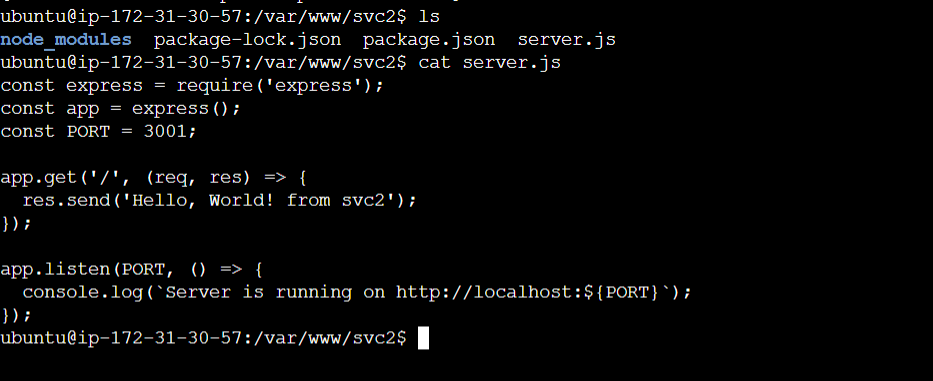 ubuntu@ip-172-31-30-57:/var/www/svc2$ ls
node_modules  package-lock.json  package.json  server.js
ubuntu@ip-172-31-30-57:/var/www/svc2$ cat server.js
const express = require('express');
const app = express();
const PORT = 3001;

app.get('/', (req, res) => {
  res.send('Hello, World! from svc2');
});

app.listen(PORT, () => {
  console.log(`Server is running on http://localhost:${PORT}`);
});
ubuntu@ip-172-31-30-57:/var/www/svc2$